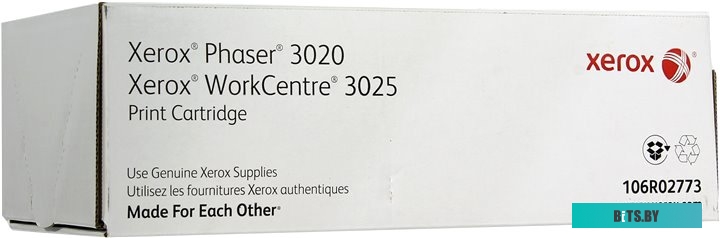 Xerox® Phaser® 3020
Xerox® WorkCentre® 3025
Print Cartridge
xerox
Use Genuine Xerox Supplies
Utilisez les fournitures Xerox authentiques
Made For Each Other®
106R02773
BITS.BY